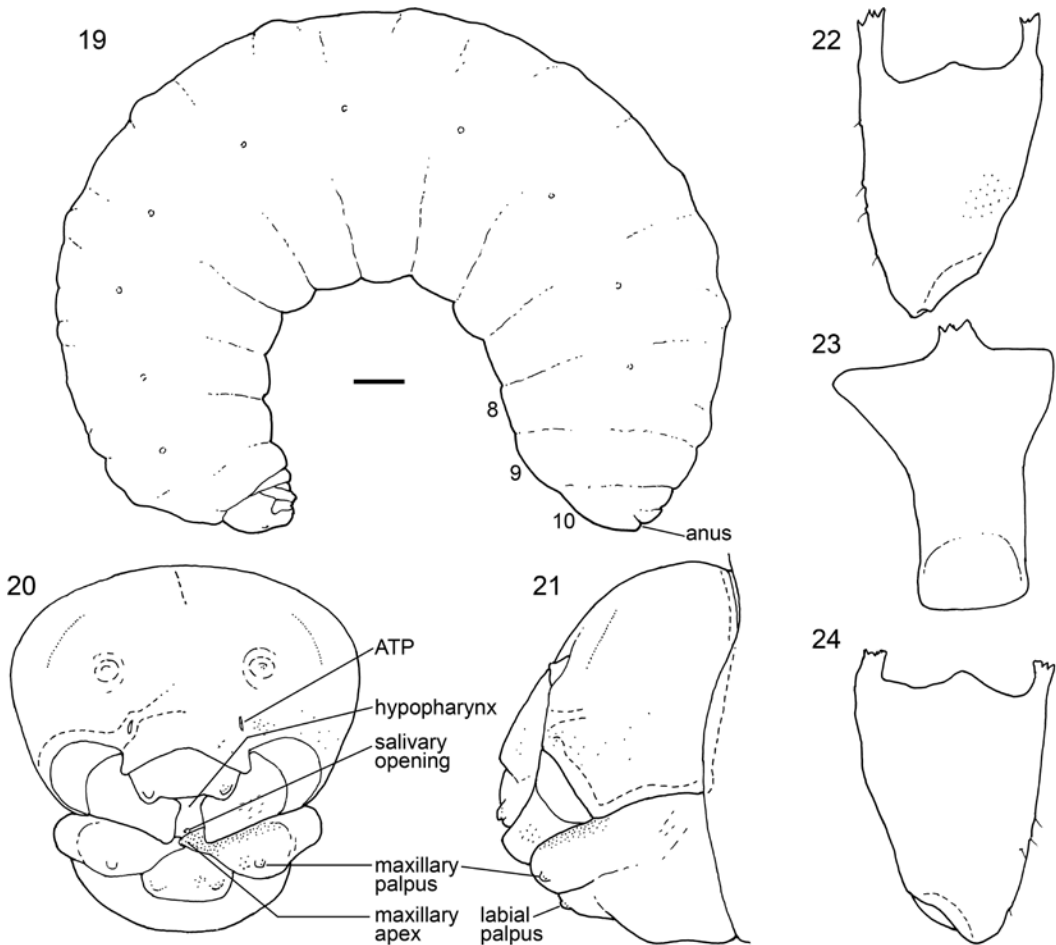 19
22
8
23
9
10
anus
20
21
ATP
24
hypopharynx
salivary
opening
maxillary
palpus
maxillary
apex
labial
palpus